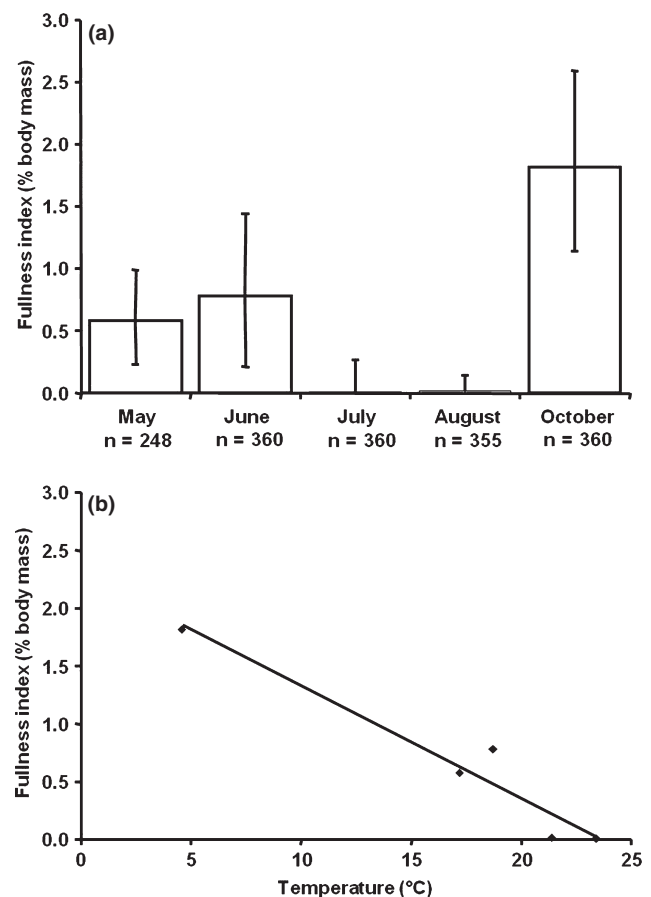 (a)
Fullness index (% body mass)
3.0
2.5
2.0
1.5
1.0
0.5
0.0
May June July August October
n = 248 n = 360 n = 360 n = 355 n = 360
(b)
Fullness index (% body mass)
3.0
2.5
2.0
1.5
1.0
0.5
0.0
0 5 10 15 20 25
Temperature (°C)